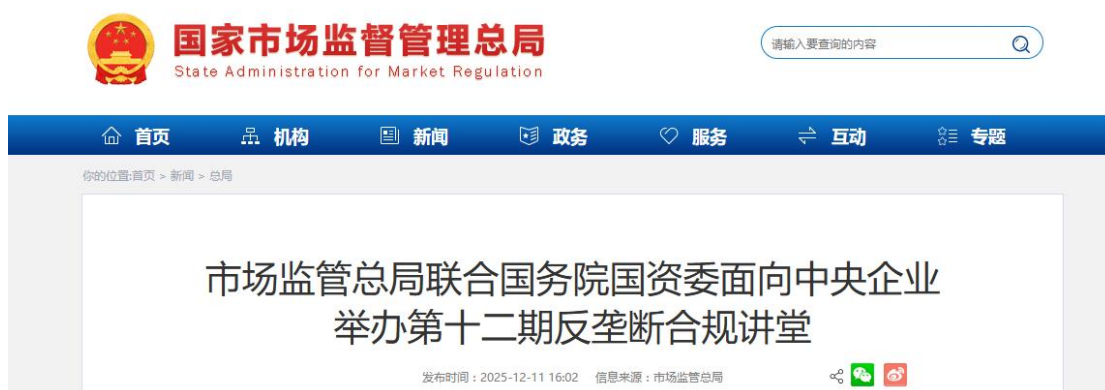 国家市场监督管理总局
State Administration for Market Regulation
请输入要查询的内容
首页 机构 新闻 政务 服务 互动 专题
你的位置:首页 > 新闻 > 总局
市场监管总局联合国务院国资委面向中央企业
举办第十二期反垄断合规讲堂
发布时间：2025-12-11 16:02 信息来源：市场监管总局